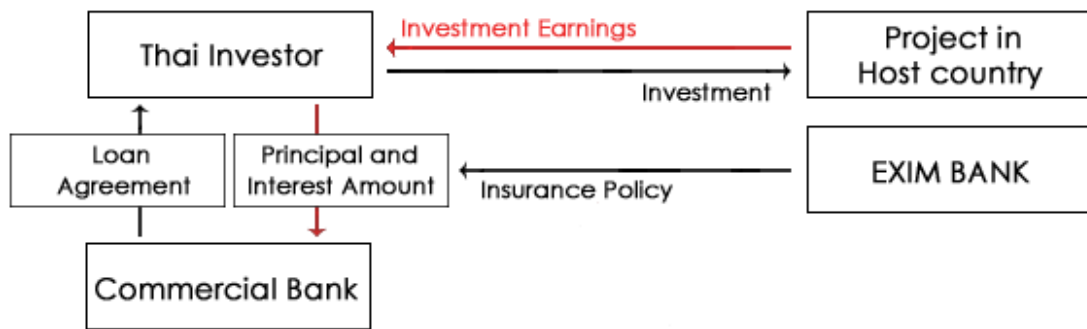 Investment Earnings
Thai Investor
Project in
Host country
Investment
Loan
Agreement
Principal and
Interest Amount
Insurance Policy
EXIM BANK
Commercial Bank